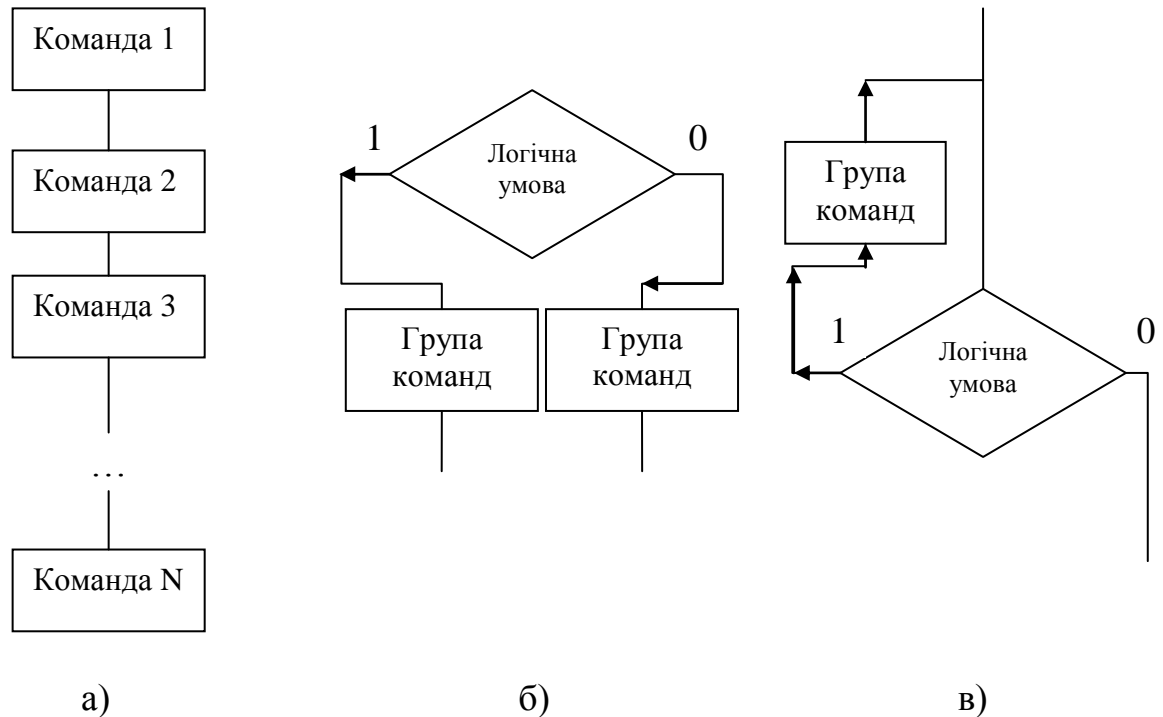 Команда 1
Команда 2
Команда 3
...
Команда N
а)
1
0
Логічна
умова
Група
команд
Група
команд
б)
Група
команд
1
0
Логічна
умова
в)